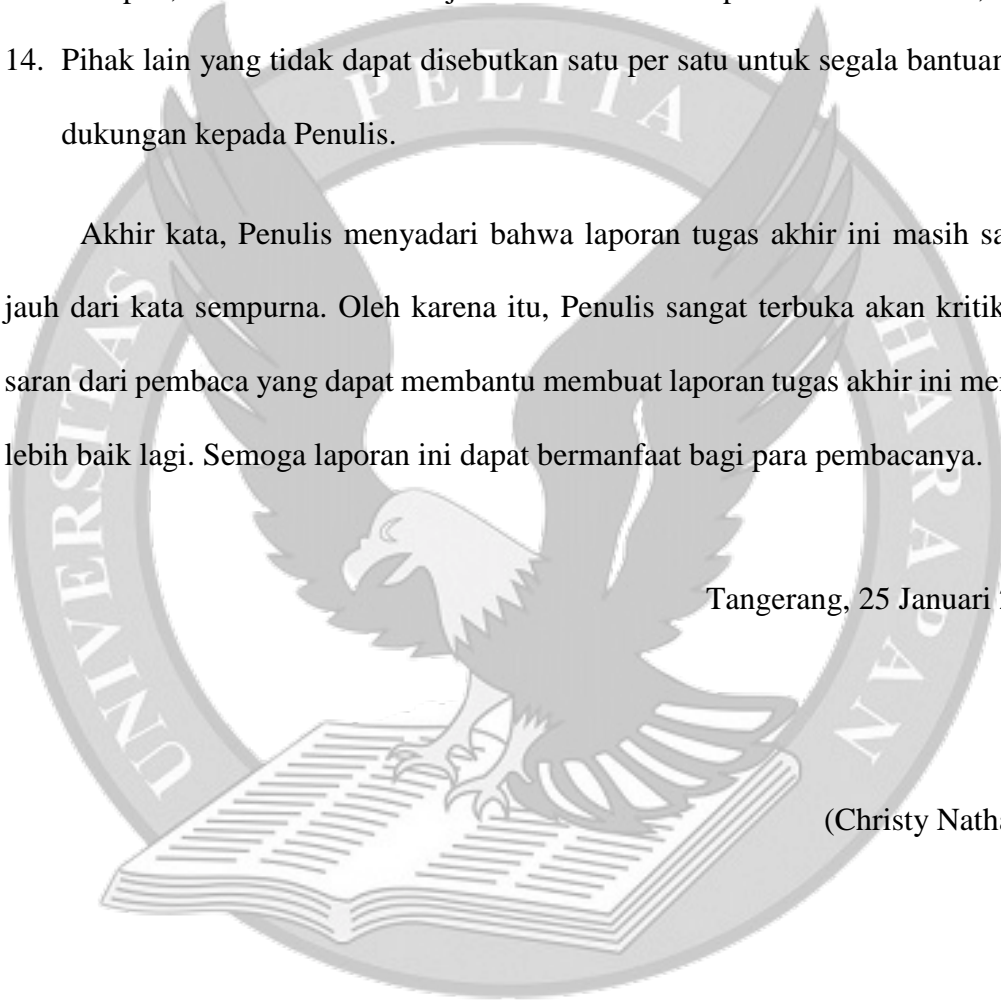 14. Pihak lain yang tidak dapat disebutkan satu per satu untuk segala bantuan
dukungan kepada Penulis.
Akhir kata, Penulis menyadari bahwa laporan tugas akhir ini masih
jauh dari kata sempurna. Oleh karena itu, Penulis sangat terbuka akan kritik
saran dari pembaca yang dapat membantu membuat laporan tugas akhir ini
lebih baik lagi. Semoga laporan ini dapat bermanfaat bagi para pembacanya.
Tangerang, 25 Januari
(Christy
UNIVERSITAS PELITA HARAPAN